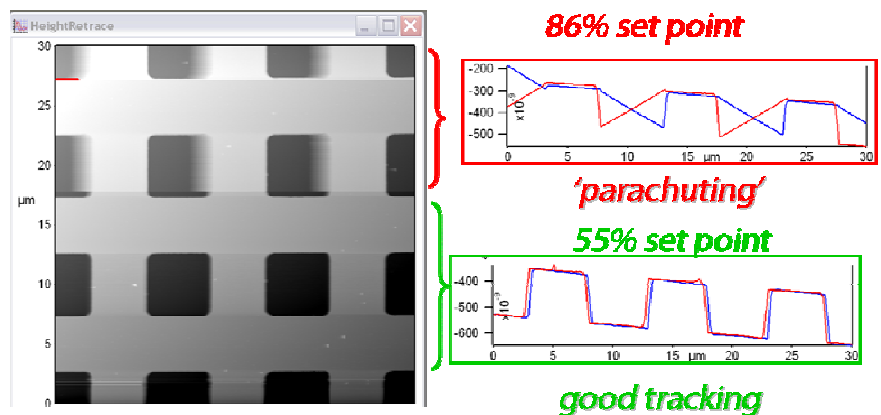 HeightRetrace
30
25
20
µm
15
10
5
0
86% set point
-200
-300
-400
-500
x10⁻⁹
0 5 10 15 µm 20 25 30
'parachuting'
55% set point
-400
-600
x10⁻⁹
0 5 10 15 µm 20 25 30
good tracking